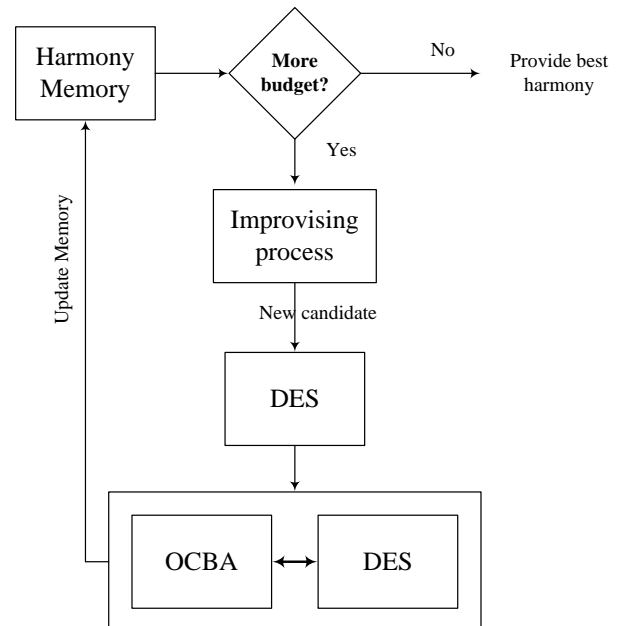 Harmony
Memory
More
budget?
No
Provide best
harmony
Yes
Improvising
process
Update Memory
New candidate
DES
OCBA
DES